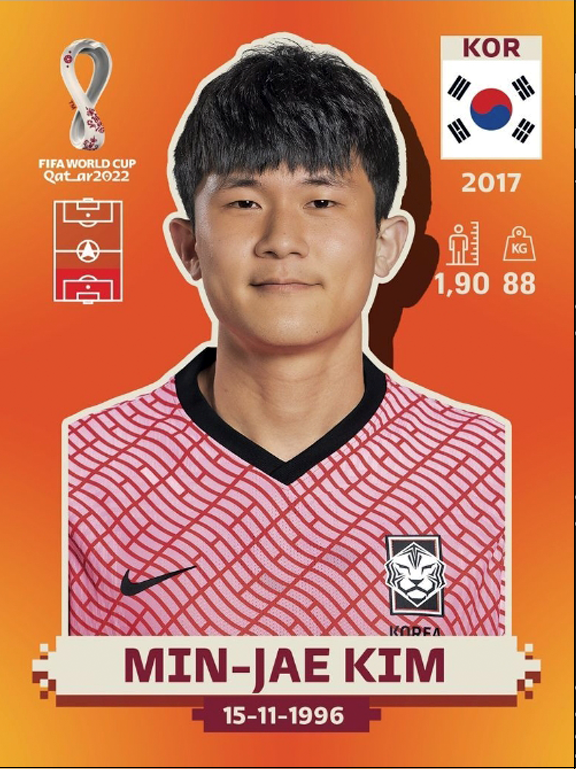 FIFA WORLD CUP
Qatar2022
KOR
2017
KG
1,90 88
KOREA
MIN-JAE KIM
15-11-1996